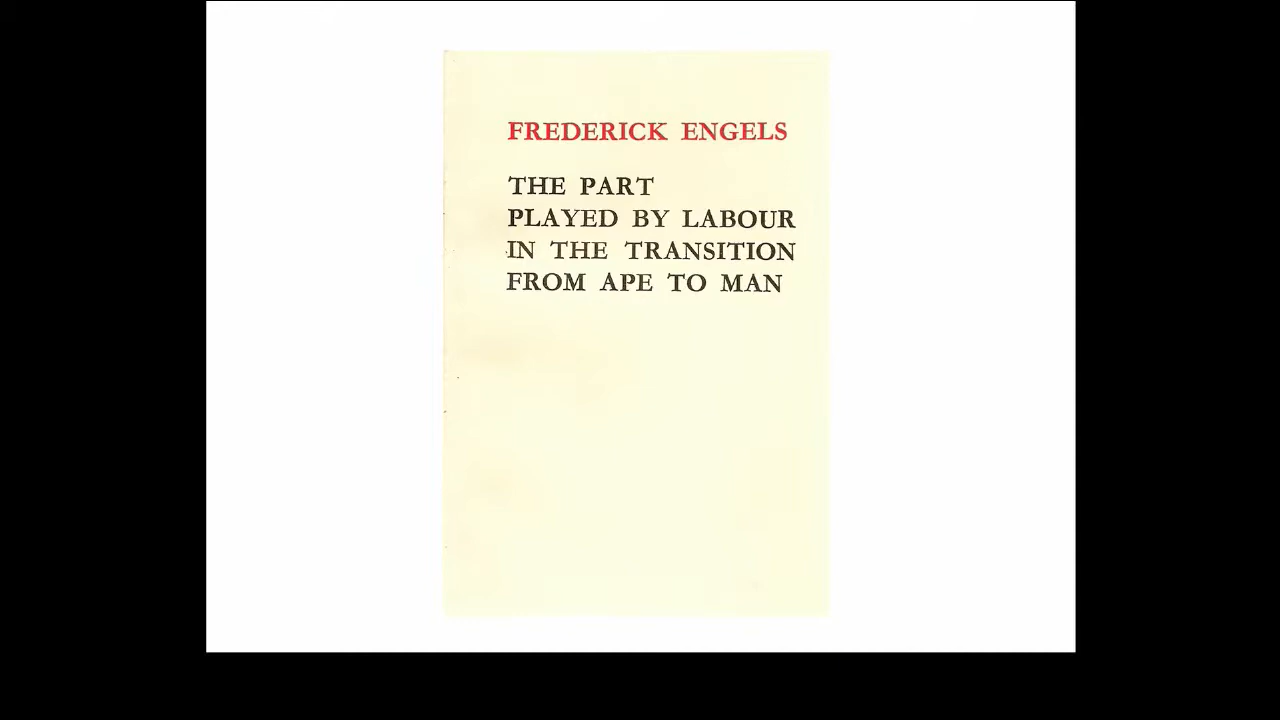 FREDERICK ENGELS
THE PART
PLAYED BY LABOUR
IN THE TRANSITION
FROM APE TO MAN